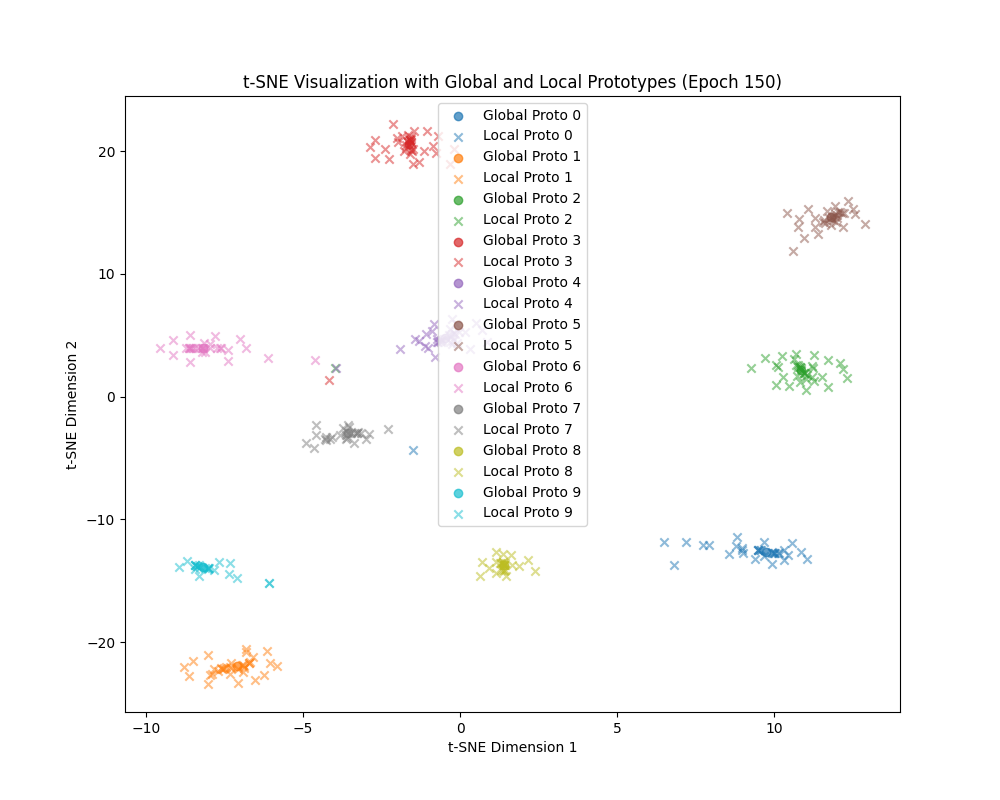 t-SNE Visualization with Global and Local Prototypes (Epoch 150)
Global Proto 0
Local Proto 0
Global Proto 1
Local Proto 1
Global Proto 2
Local Proto 2
Global Proto 3
Local Proto 3
Global Proto 4
Local Proto 4
Global Proto 5
Local Proto 5
Global Proto 6
Local Proto 6
Global Proto 7
Local Proto 7
Global Proto 8
Local Proto 8
Global Proto 9
Local Proto 9
t-SNE Dimension 2
20
10
0
−10
−20
−10 −5 0 5 10
t-SNE Dimension 1